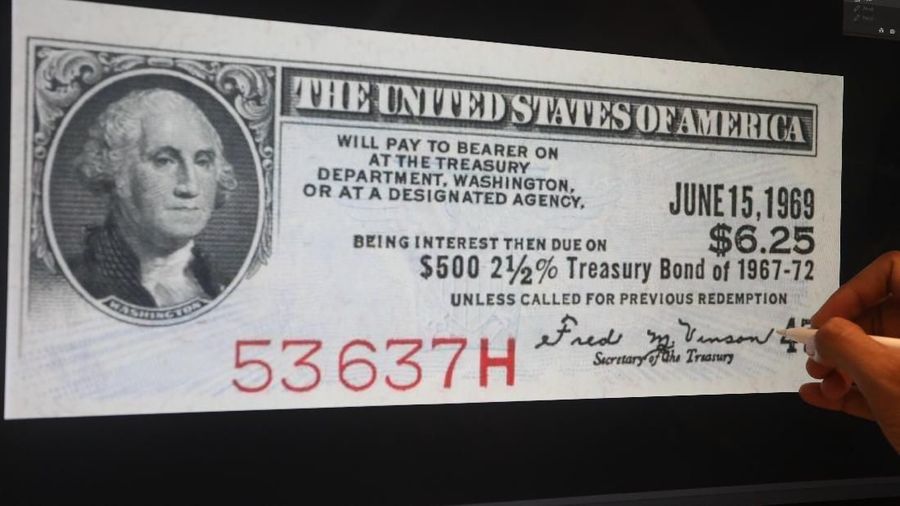 THE UNITED STATES OF AMERICA
WILL PAY TO BEARER ON
AT THE TREASURY
DEPARTMENT, WASHINGTON,
OR AT A DESIGNATED AGENCY,
JUNE 15, 1969
$6.25
BEING INTEREST THEN DUE ON
$500 2½% Treasury Bond of 1967-72
UNLESS CALLED FOR PREVIOUS REDEMPTION
WASHINGTON
53637H
Fred M. Vinson
Secretary of the Treasury